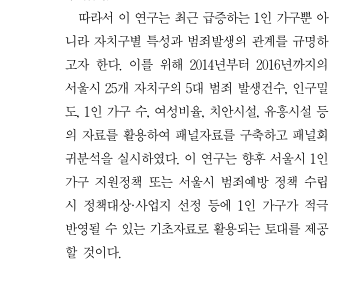 따라서 이 연구는 최근 급증하는 1인 가구뿐 아
니라 자치구별 특성과 범죄발생의 관계를 규명하
고자 한다. 이를 위해 2014년부터 2016년까지의
서울시 25개 자치구의 5대 범죄 발생건수, 인구밀
도, 1인 가구 수, 여성비율, 치안시설, 유흥시설 등
의 자료를 활용하여 패널자료를 구축하고 패널회
귀분석을 실시하였다. 이 연구는 향후 서울시 1인
가구 지원정책 또는 서울시 범죄예방 정책 수립
시 정책대상·사업지 선정 등에 1인 가구가 적극
반영될 수 있는 기초자료로 활용되는 토대를 제공
할 것이다.